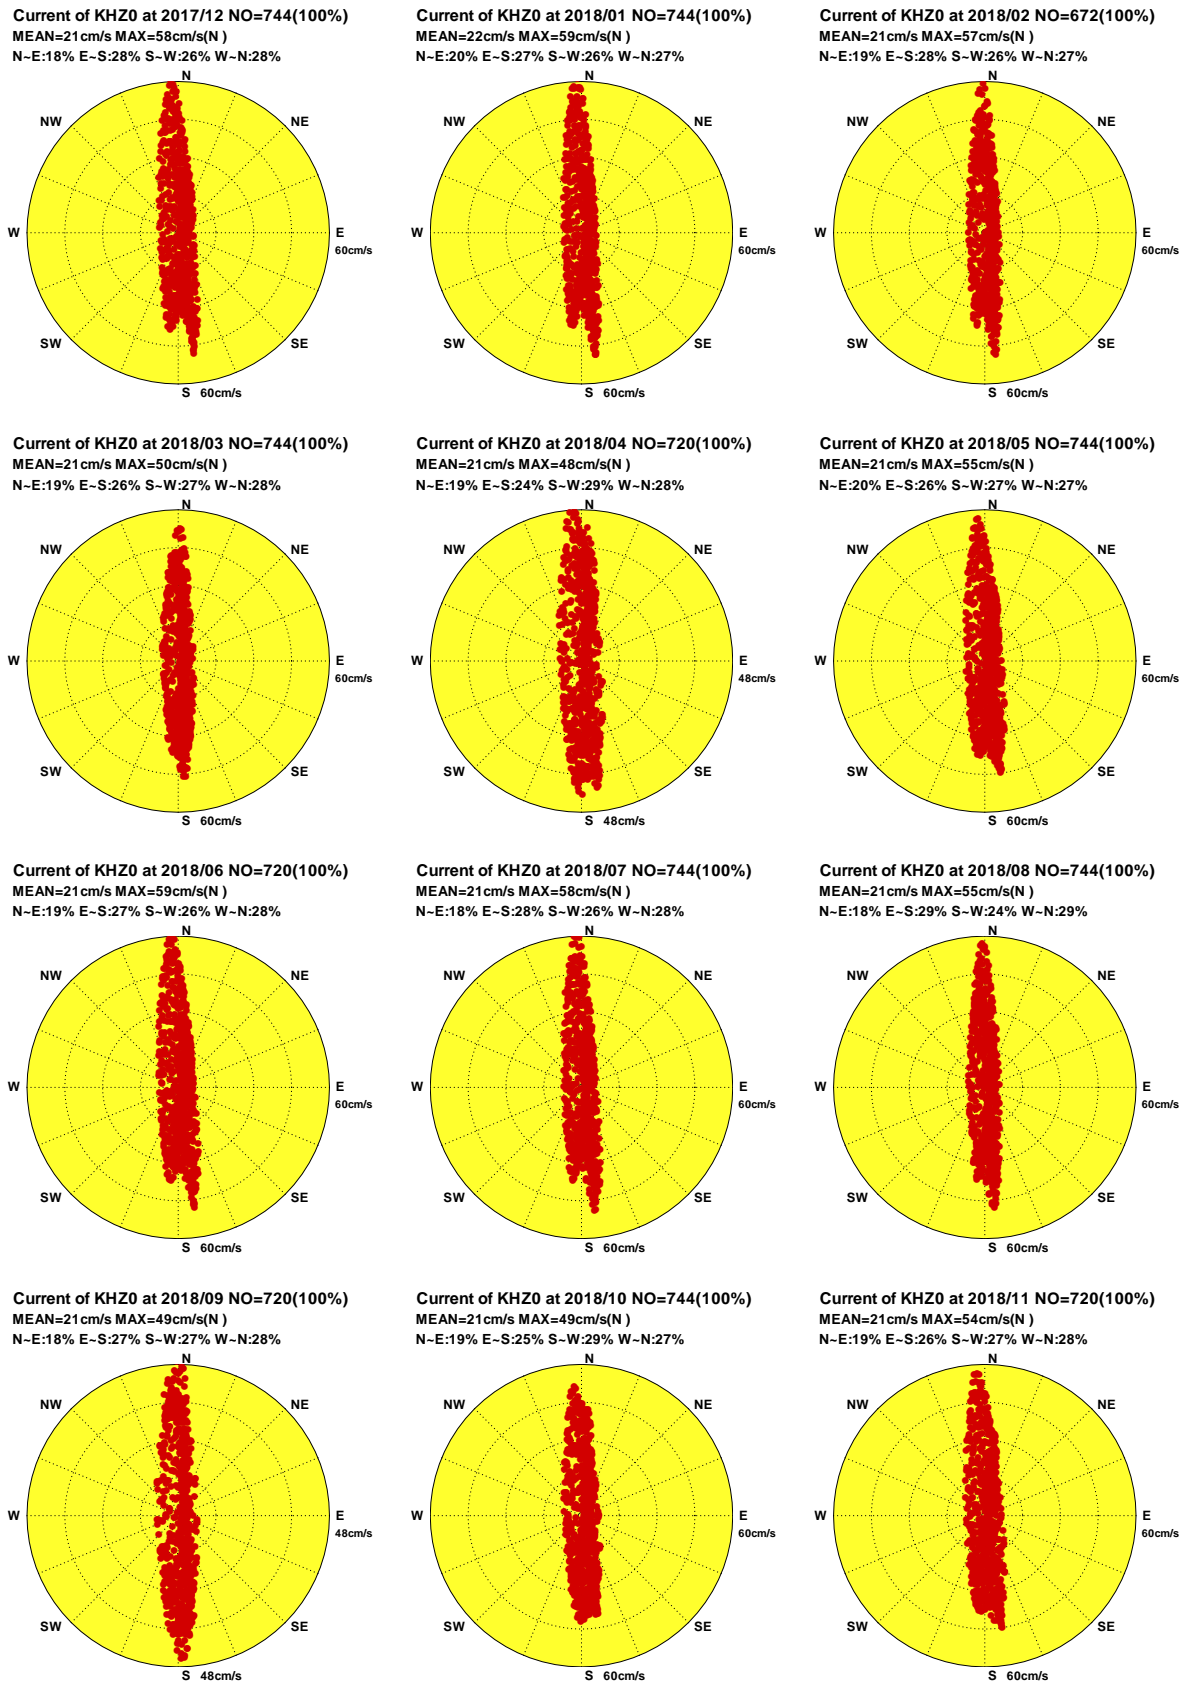 Current of KHZ0 at 2017/12 NO=744(100%)
MEAN=21cm/s MAX=58cm/s(N )
N~E:18% E~S:28% S~W:26% W~N:28%
N
NW
NE
W
E
60cm/s
SW
SE
S 60cm/s
Current of KHZ0 at 2018/01 NO=744(100%)
MEAN=22cm/s MAX=59cm/s(N )
N~E:20% E~S:27% S~W:26% W~N:27%
N
NW
NE
W
E
60cm/s
SW
SE
S 60cm/s
Current of KHZ0 at 2018/02 NO=672(100%)
MEAN=21cm/s MAX=57cm/s(N )
N~E:19% E~S:28% S~W:26% W~N:27%
N
NW
NE
W
E
60cm/s
SW
SE
S 60cm/s
Current of KHZ0 at 2018/03 NO=744(100%)
MEAN=21cm/s MAX=50cm/s(N )
N~E:19% E~S:26% S~W:27% W~N:28%
N
NW
NE
W
E
60cm/s
SW
SE
S 60cm/s
Current of KHZ0 at 2018/04 NO=720(100%)
MEAN=21cm/s MAX=48cm/s(N )
N~E:19% E~S:24% S~W:29% W~N:28%
N
NW
NE
W
E
48cm/s
SW
SE
S 48cm/s
Current of KHZ0 at 2018/05 NO=744(100%)
MEAN=21cm/s MAX=55cm/s(N )
N~E:20% E~S:26% S~W:27% W~N:27%
N
NW
NE
W
E
60cm/s
SW
SE
S 60cm/s
Current of KHZ0 at 2018/06 NO=720(100%)
MEAN=21cm/s MAX=59cm/s(N )
N~E:19% E~S:27% S~W:26% W~N:28%
N
NW
NE
W
E
60cm/s
SW
SE
S 60cm/s
Current of KHZ0 at 2018/07 NO=744(100%)
MEAN=21cm/s MAX=58cm/s(N )
N~E:18% E~S:28% S~W:26% W~N:28%
N
NW
NE
W
E
60cm/s
SW
SE
S 60cm/s
Current of KHZ0 at 2018/08 NO=744(100%)
MEAN=21cm/s MAX=55cm/s(N )
N~E:18% E~S:29% S~W:24% W~N:29%
N
NW
NE
W
E
60cm/s
SW
SE
S 60cm/s
Current of KHZ0 at 2018/09 NO=720(100%)
MEAN=21cm/s MAX=49cm/s(N )
N~E:18% E~S:27% S~W:27% W~N:28%
N
NW
NE
W
E
48cm/s
SW
SE
S 48cm/s
Current of KHZ0 at 2018/10 NO=744(100%)
MEAN=21cm/s MAX=49cm/s(N )
N~E:19% E~S:25% S~W:29% W~N:27%
N
NW
NE
W
E
60cm/s
SW
SE
S 60cm/s
Current of KHZ0 at 2018/11 NO=720(100%)
MEAN=21cm/s MAX=54cm/s(N )
N~E:19% E~S:26% S~W:27% W~N:28%
N
NW
NE
W
E
60cm/s
SW
SE
S 60cm/s